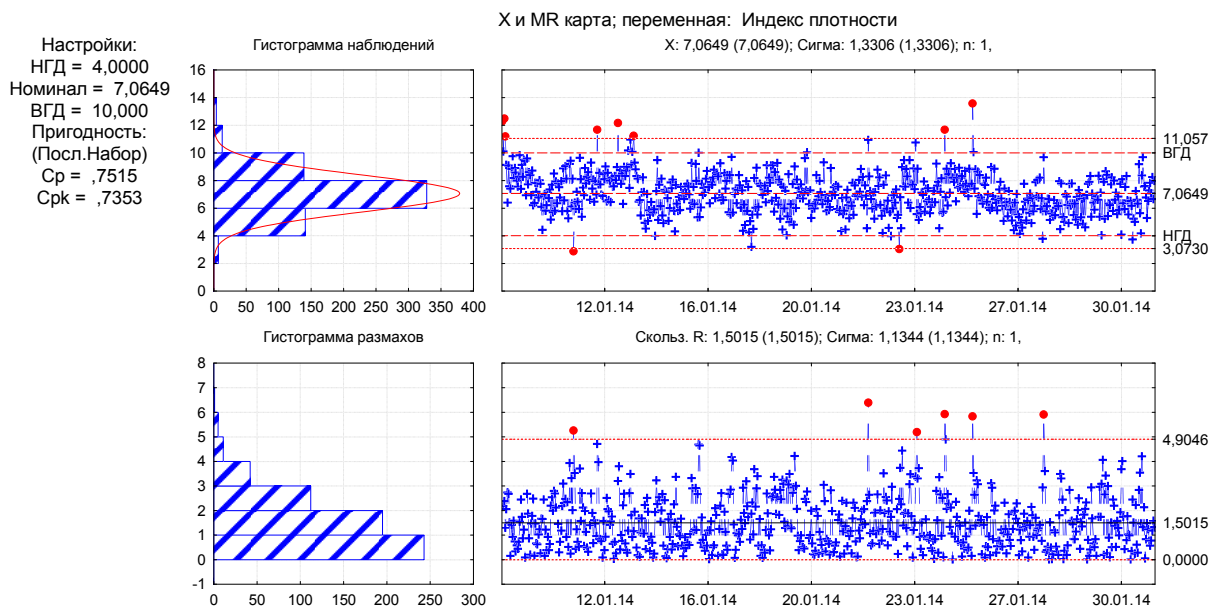 X и MR карта; переменная:  Индекс плотности
Настройки:
НГД =  4,0000
Номинал =  7,0649
ВГД =  10,000
Пригодность:
(Посл.Набор)
Cp =  ,7515
Cpk =  ,7353
Гистограмма наблюдений
16
14
12
10
8
6
4
2
0
0 50 100 150 200 250 300 350 400
X: 7,0649 (7,0649); Сигма: 1,3306 (1,3306); n: 1,
11,057
ВГД
7,0649
НГД
3,0730
12.01.14 16.01.14 20.01.14 23.01.14 27.01.14 30.01.14
Гистограмма размахов
8
7
6
5
4
3
2
1
0
-1
0 50 100 150 200 250 300
Скольз. R: 1,5015 (1,5015); Сигма: 1,1344 (1,1344); n: 1,
4,9046
1,5015
0,0000
12.01.14 16.01.14 20.01.14 23.01.14 27.01.14 30.01.14